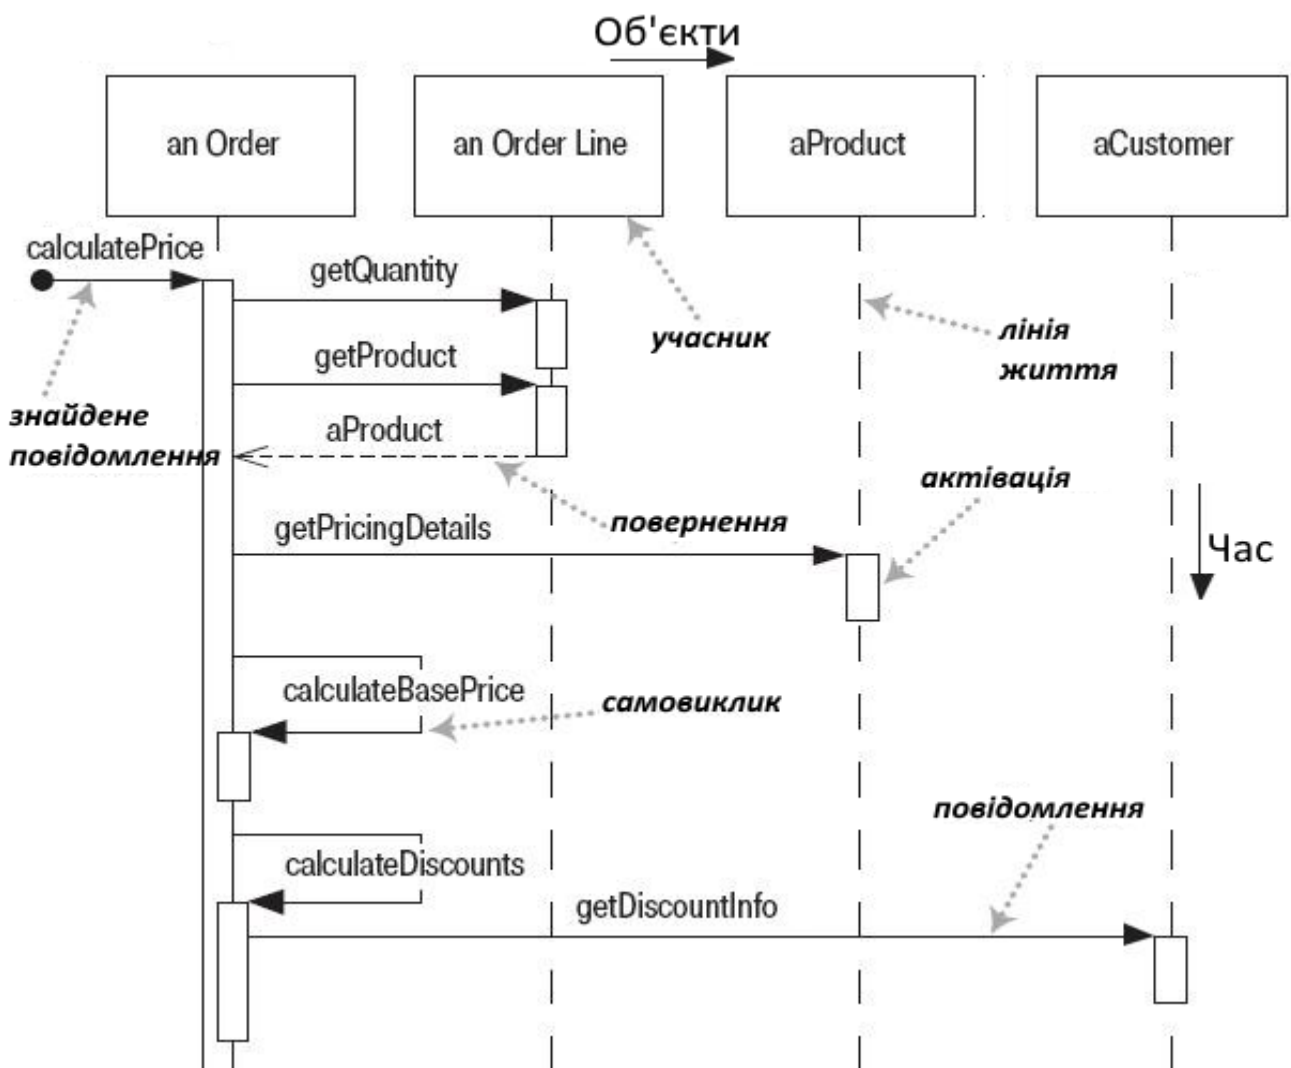 Об'єкти
an Order
an Order Line
aProduct
aCustomer
calculatePrice
getQuantity
учасник
лінія
життя
getProduct
знайдене
повідомлення
aProduct
актівація
повернення
getPricingDetails
Час
calculateBasePrice
самовиклик
повідомлення
calculateDiscounts
getDiscountInfo